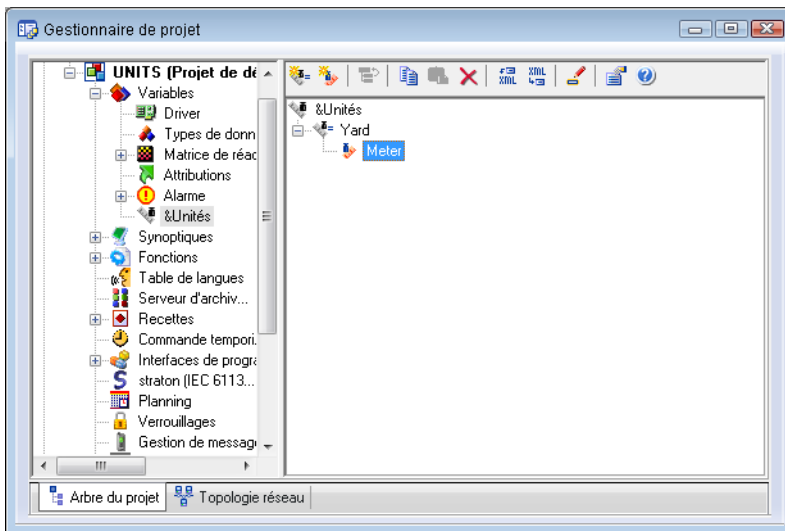 Gestionnaire de projet
UNITS (Projet de dé
Variables
Driver
Types de donn
Matrice de réac
Attributions
Alarme
&Unités
Synoptiques
Fonctions
Table de langues
Serveur d'archiv...
Recettes
Commande tempori.
Interfaces de progra
straton (IEC 6113...
Planning
Verrouillages
Gestion de messag
XML
XML
&Unités
Yard
Meter
Arbre du projet
Topologie réseau